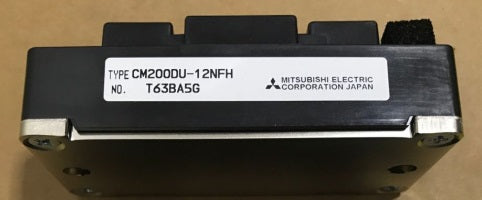 TYPE CM200DU-12NFH
NO. T63BA5G
MITSUBISHI ELECTRIC
CORPORATION JAPAN